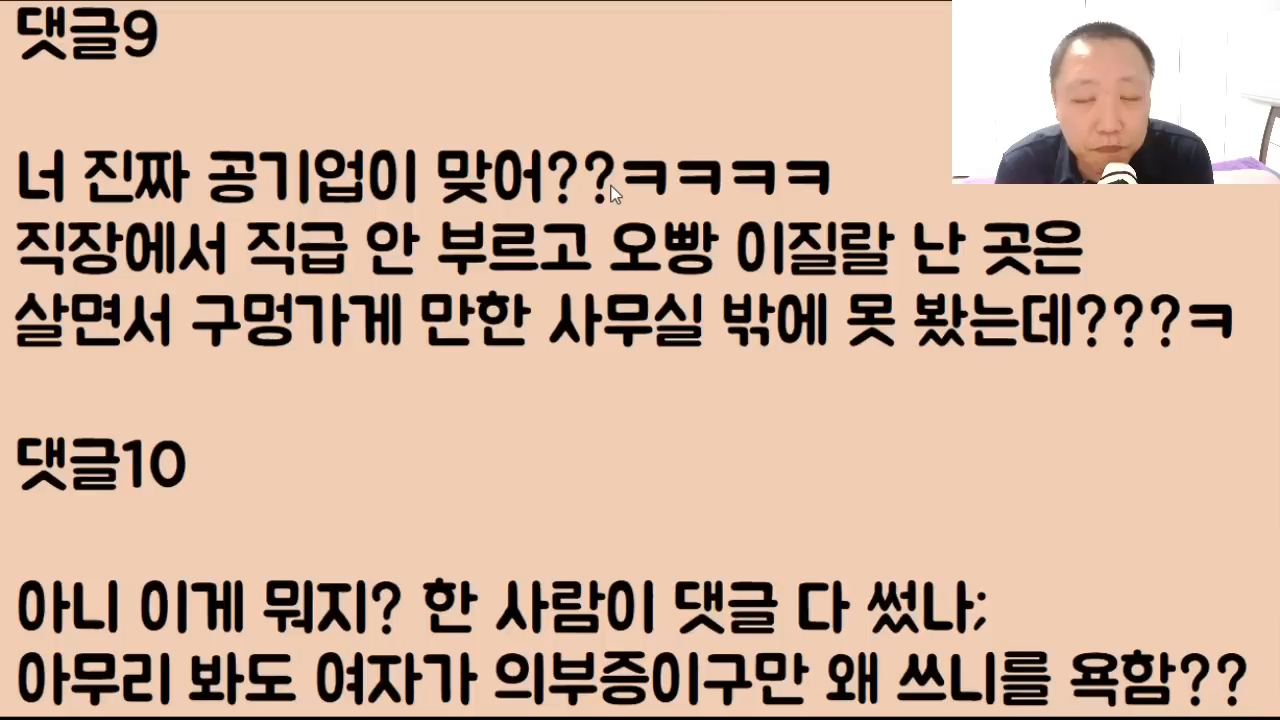 댓글9
너 진짜 공기업이 맞어??ㅋㅋㅋㅋ
직장에서 직급 안 부르고 오빵 이질랄 난 곳은
살면서 구멍가게 만한 사무실 밖에 못 봤는데???ㅋ
댓글10
아니 이게 뭐지? 한 사람이 댓글 다 썼나;
아무리 봐도 여자가 의부증이구만 왜 쓰니를 욕함??